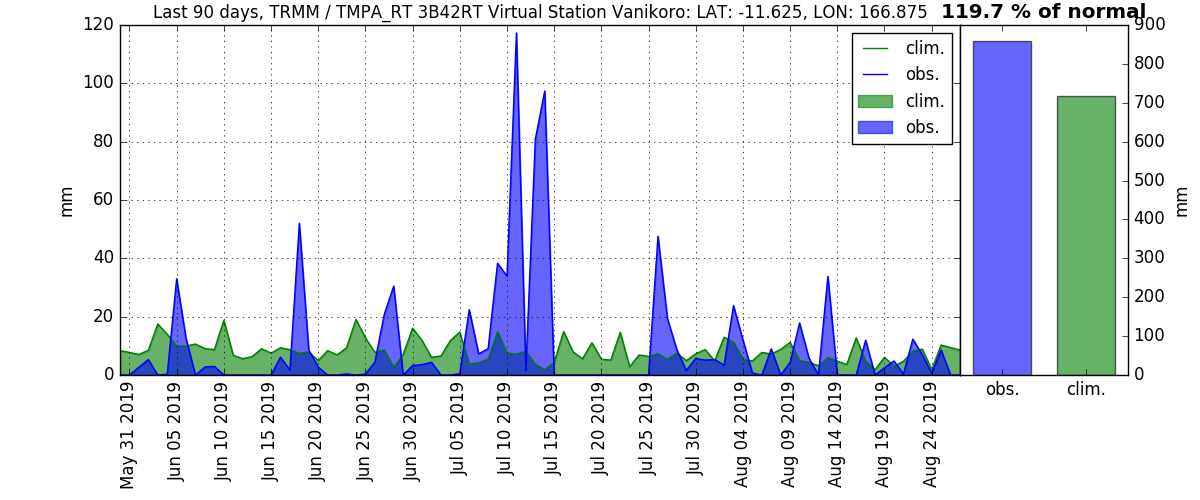 Last 90 days, TRMM / TMPA_RT 3B42RT Virtual Station Vanikoro: LAT: -11.625, LON: 166.875
119.7 % of normal
120
100
80
60
40
20
0
mm
clim.
obs.
clim.
obs.
May 31 2019
Jun 05 2019
Jun 10 2019
Jun 15 2019
Jun 20 2019
Jun 25 2019
Jun 30 2019
Jul 05 2019
Jul 10 2019
Jul 15 2019
Jul 20 2019
Jul 25 2019
Jul 30 2019
Aug 04 2019
Aug 09 2019
Aug 14 2019
Aug 19 2019
Aug 24 2019
900
800
700
600
500
400
300
200
100
0
mm
obs.
clim.